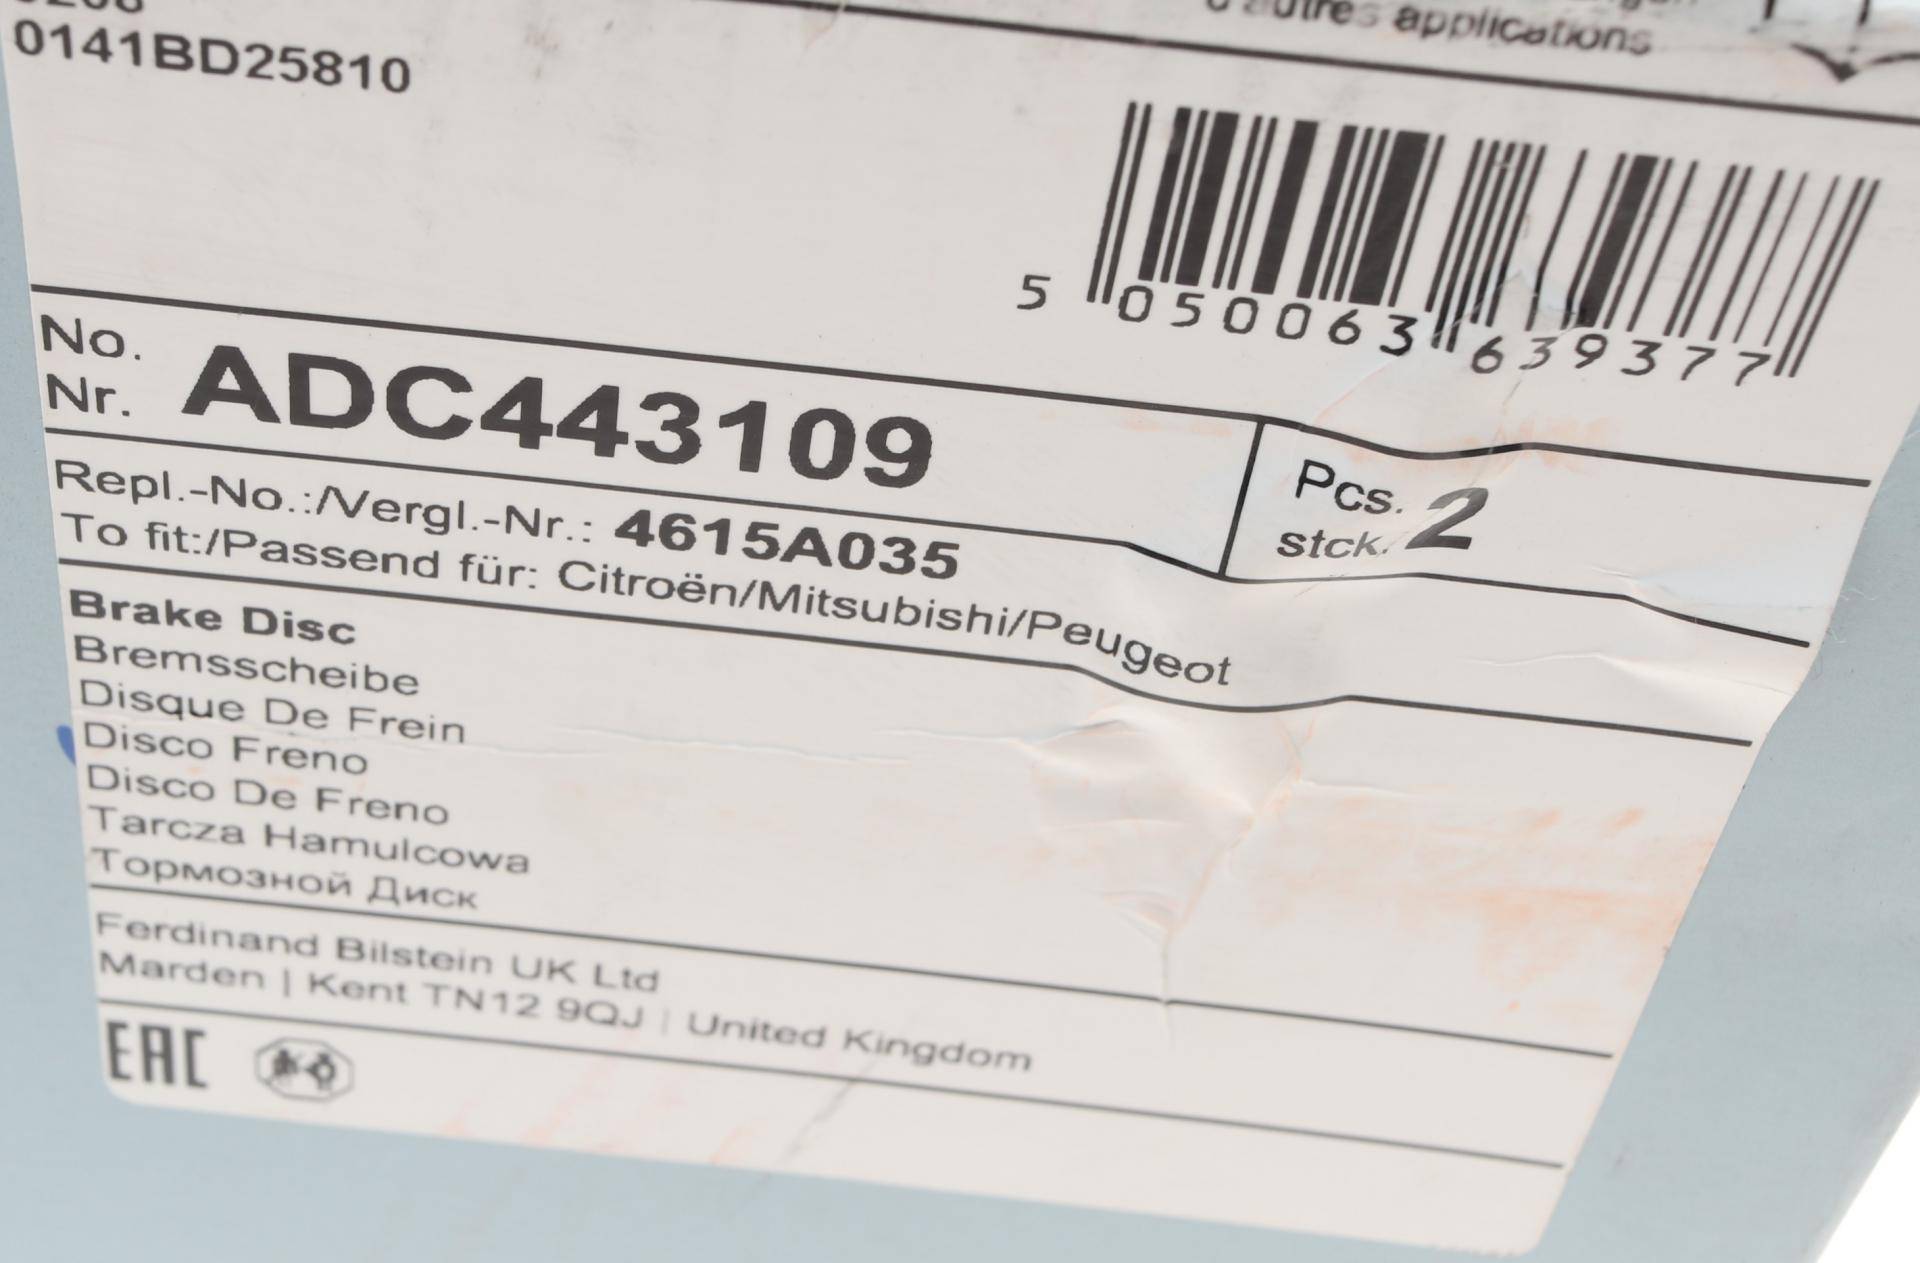 d'autres applications
0141BD25810
5 050063 639377
No.
Nr. ADC443109
Pcs.
stck. 2
Repl.-No.:/Vergl.-Nr.: 4615A035
To fit:/Passend für: Citroën/Mitsubishi/Peugeot
Brake Disc
Bremsscheibe
Disque De Frein
Disco Freno
Disco De Freno
Tarcza Hamulcowa
Тормозной Диск
Ferdinand Bilstein UK Ltd
Marden | Kent TN12 9QJ | United Kingdom
EAC